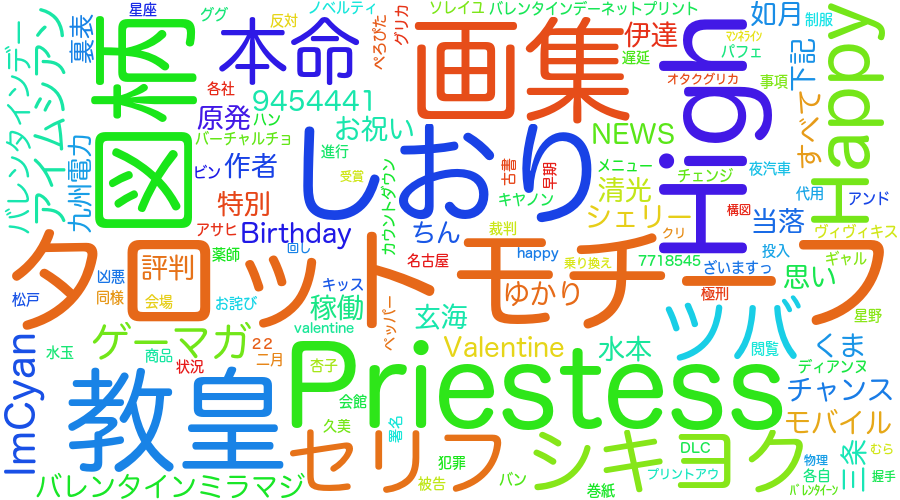 星座
グググ
反対
ノベルティ
ソレイユ
バレンタインデーネットプリント
マンネライン
如月
制服
バレンタインデー
アイムシアン
裏表
図柄
本命
ぺろぴた
グリカ
画集
伊達
遅延
High
パフェ
オタクグリカ
事項
下記
すべて
Happy
各社
9454441
原発
ハン
お祝い
バーチャルチョ
進行
受賞
九州電力
ビン
作者
しおり
カウントダウン
古書
早期
NEWS
メニュー
チェンジ
夜汽車
代用
キヤノン
清光
アンド
特別
シェリー
構図
当落
ヴィヴィキス
アサヒ
Birthday
ちん
裁判
クリ
投入
ギャル
薬師
回し
happy
乗り換え
7718545
ざいますっ
思い
タロットモチーフ
評判
名古屋
極刑
松戸
凶悪
同様
会場
お詫び
キッス
稼働
ペッパー
ゆかり
星野
valentine
玄海
ツバ
閲覧
くま
ImCyan
水玉
ゲーマガ
商品
22
二月
状況
杏子
Valentine
水本
ディアンヌ
チャンス
教皇
Priestess
会館
久美
署名
モバイル
セリフ
シキヨク
DLC
三条
むら
物理
犯罪
プリントアウ
各自
握手
バレンタインミラマジ
被告
バン
巻紙
バレンタイーン